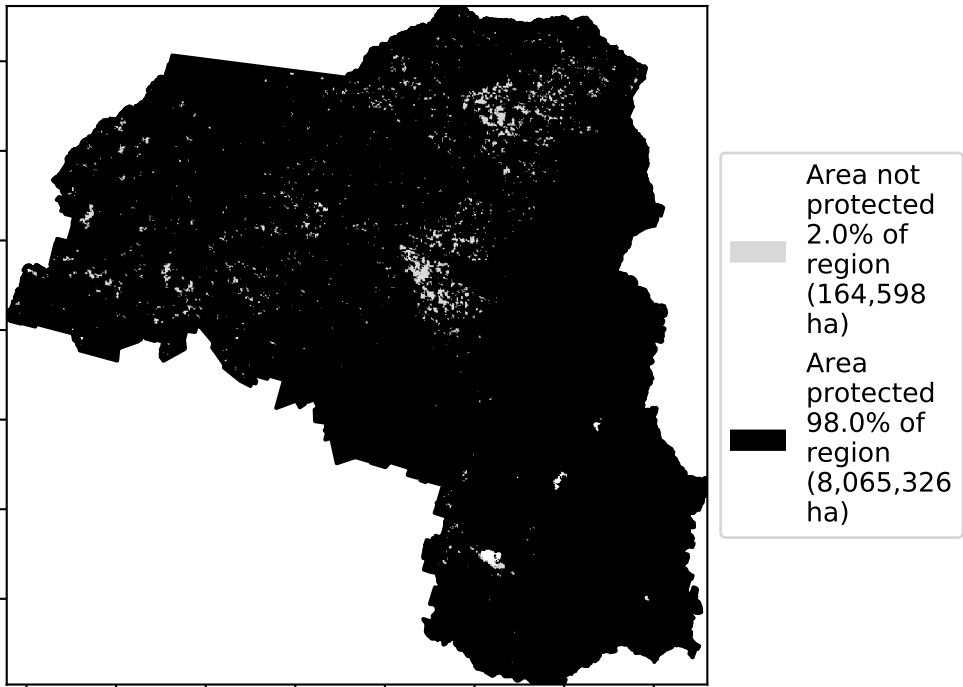 Area not
protected
2.0% of
region
(164,598
ha)
Area
protected
98.0% of
region
(8,065,326
ha)